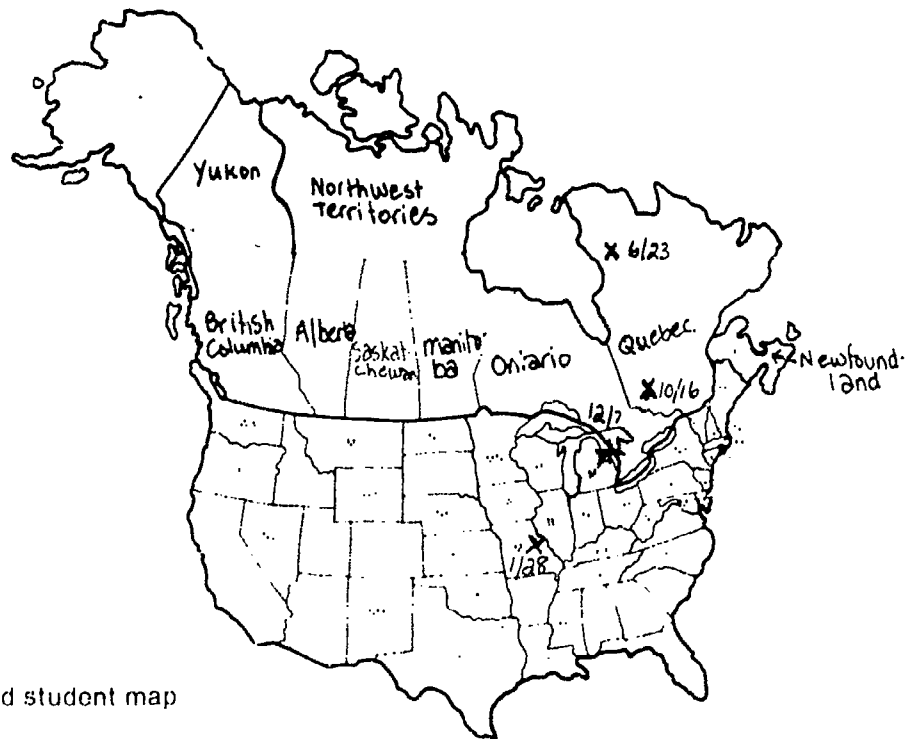 Yukon
Northwest
Territories
X 6/23
British
Columbia
Alberta
Saskat-
chewan
Manito-
ba
Oniario
Quebec.
Newfound-
land
X 10/16
12/7
X
X
1/28
d student map